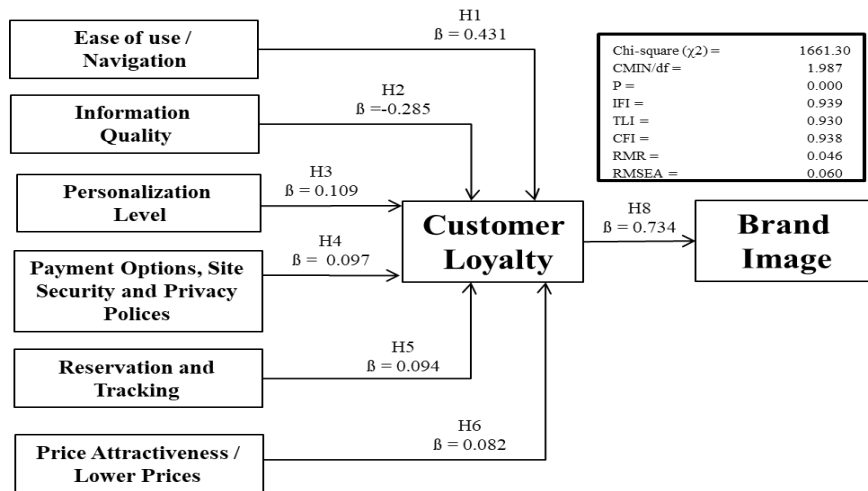 H1
ß = 0.431
Ease of use /
Navigation
H2
ß =-0.285
Information
Quality
H3
ß = 0.109
Personalization
Level
H4
ß =  0.097
Payment Options, Site
Security and Privacy
Polices
H5
ß = 0.094
Reservation and
Tracking
H6
ß = 0.082
Price Attractiveness /
Lower Prices
Customer
Loyalty
H8
ß = 0.734
Brand
Image
Chi-square (χ2) = 1661.30
CMIN/df = 1.987
P = 0.000
IFI = 0.939
TLI = 0.930
CFI = 0.938
RMR = 0.046
RMSEA = 0.060